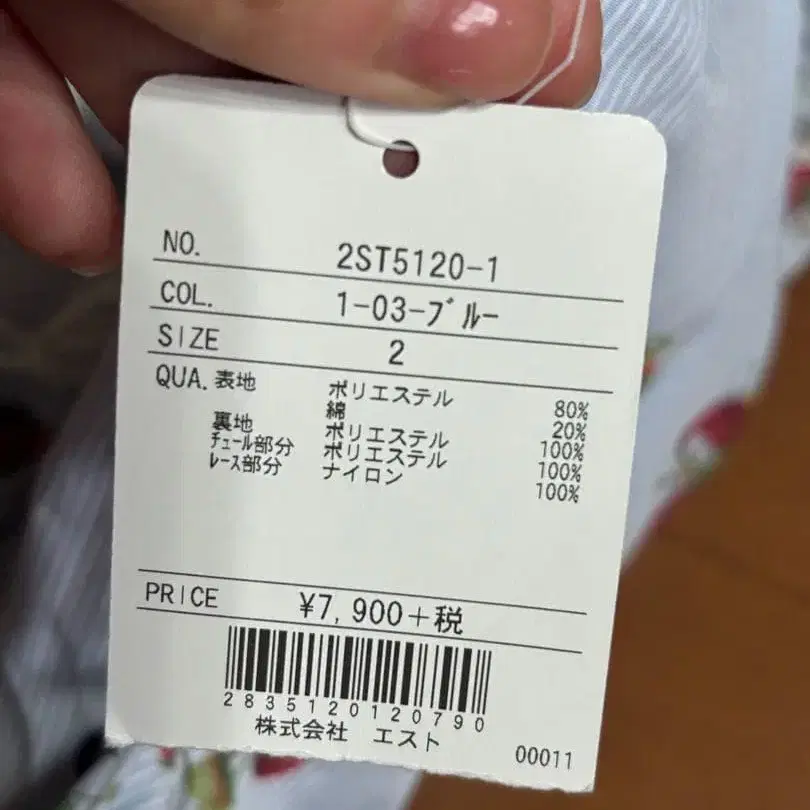 NO. 2ST5120-1
COL. 1-03-ブルー
SIZE 2
QUA. 表地 ポリエステル 80%
綿 20%
裏地 ポリエステル 100%
チュール部分 ポリエステル 100%
レース部分 ナイロン 100%
PRICE ¥7,900+税
2835120120790
株式会社 エスト
00011